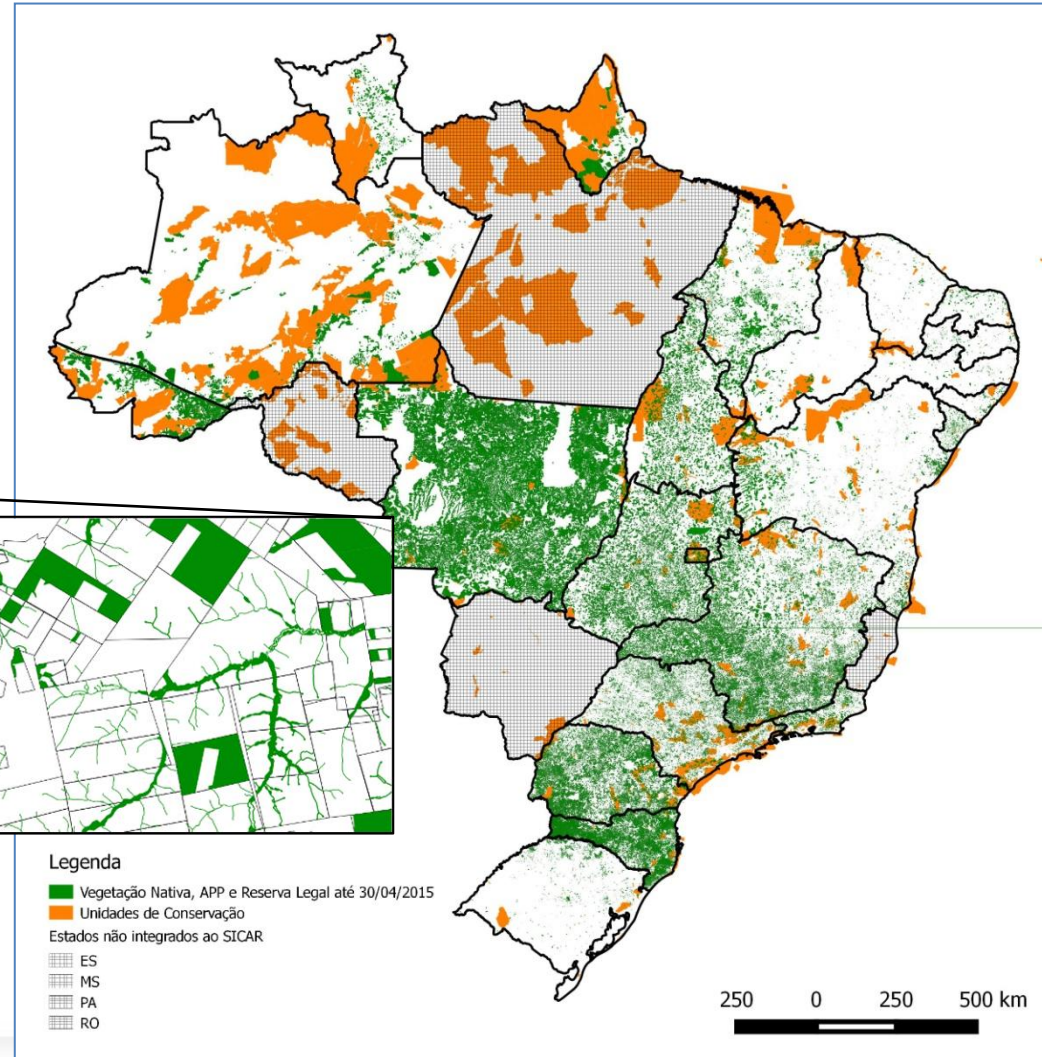 Legenda
Vegetação Nativa, APP e Reserva Legal até 30/04/2015
Unidades de Conservação
Estados não integrados ao SICAR
ES
MS
PA
RO
250 0 250 500 km